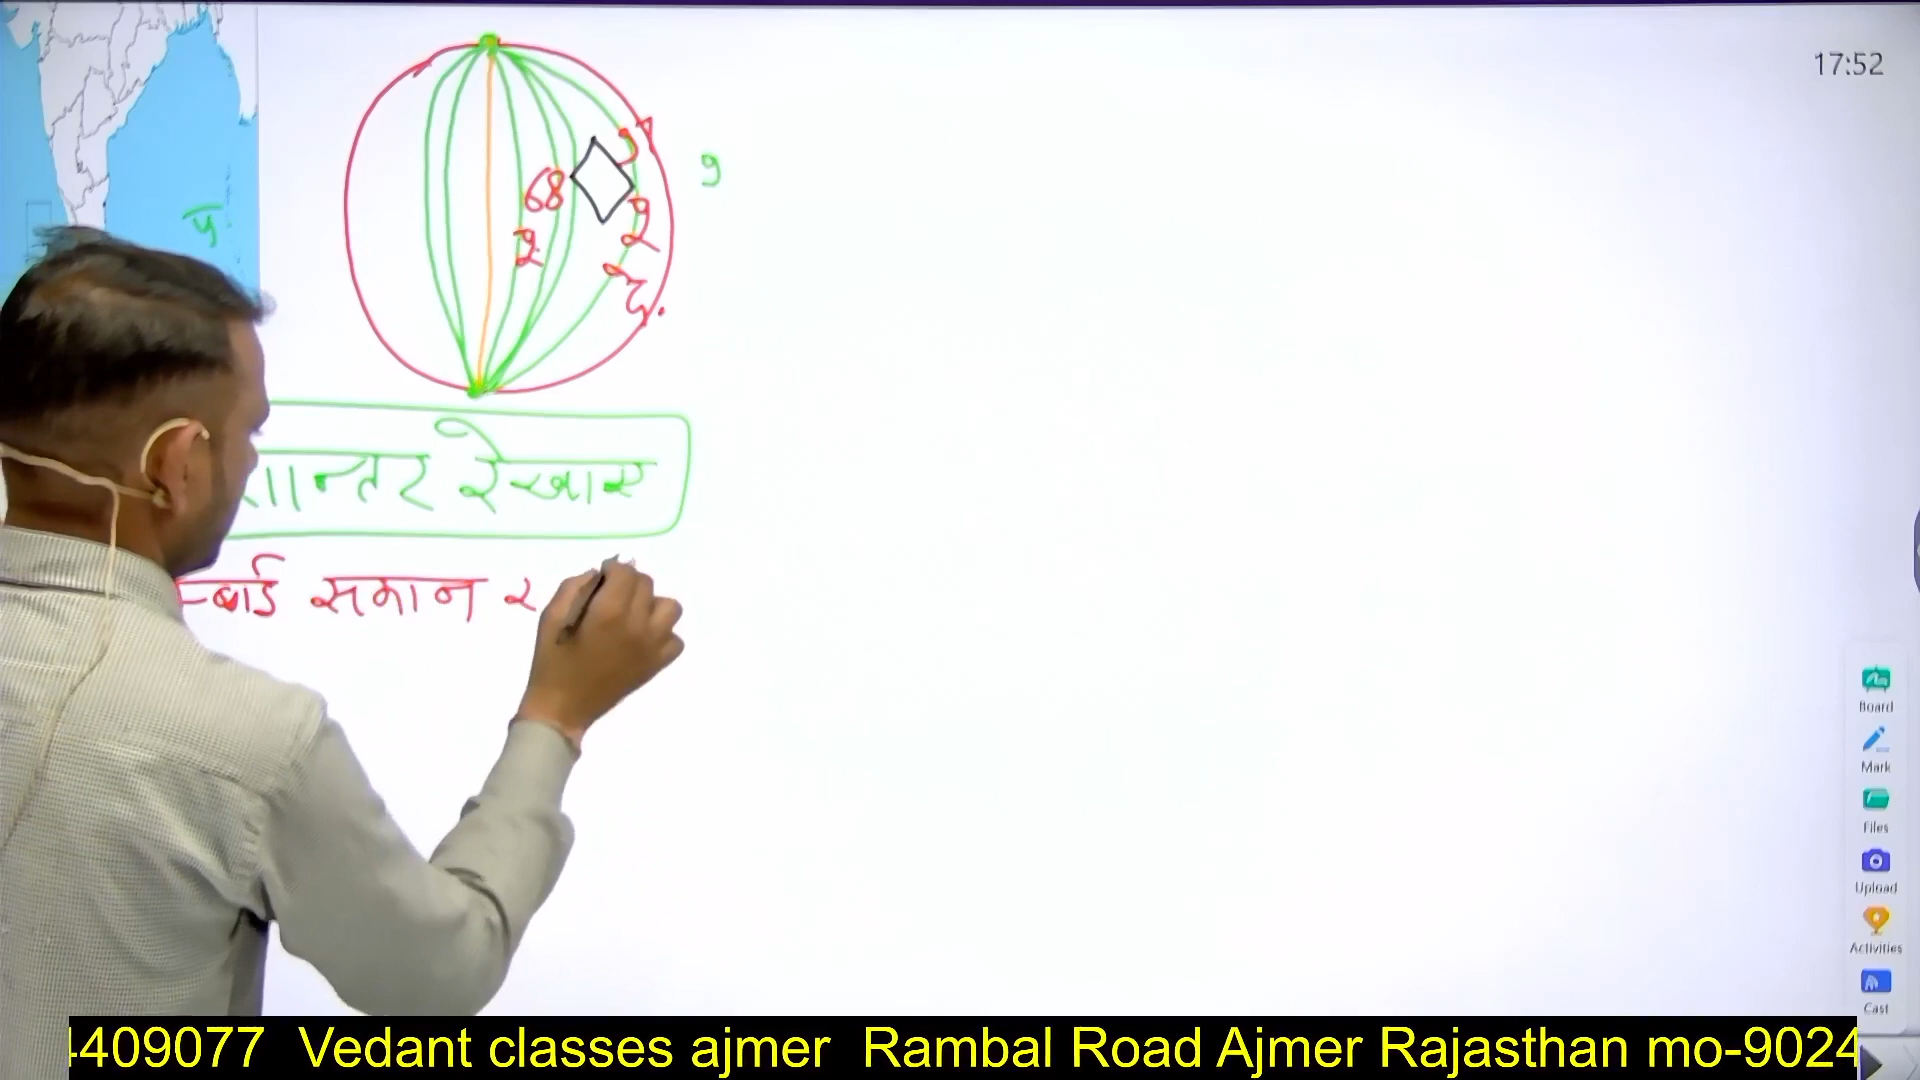 17:52
प
68
पू
दे.
शान्तर रेखाए
म्बाई समान र
Board
Mark
Files
Upload
Activities
Cast
4409077 Vedant classes ajmer Rambal Road Ajmer Rajasthan mo-9024